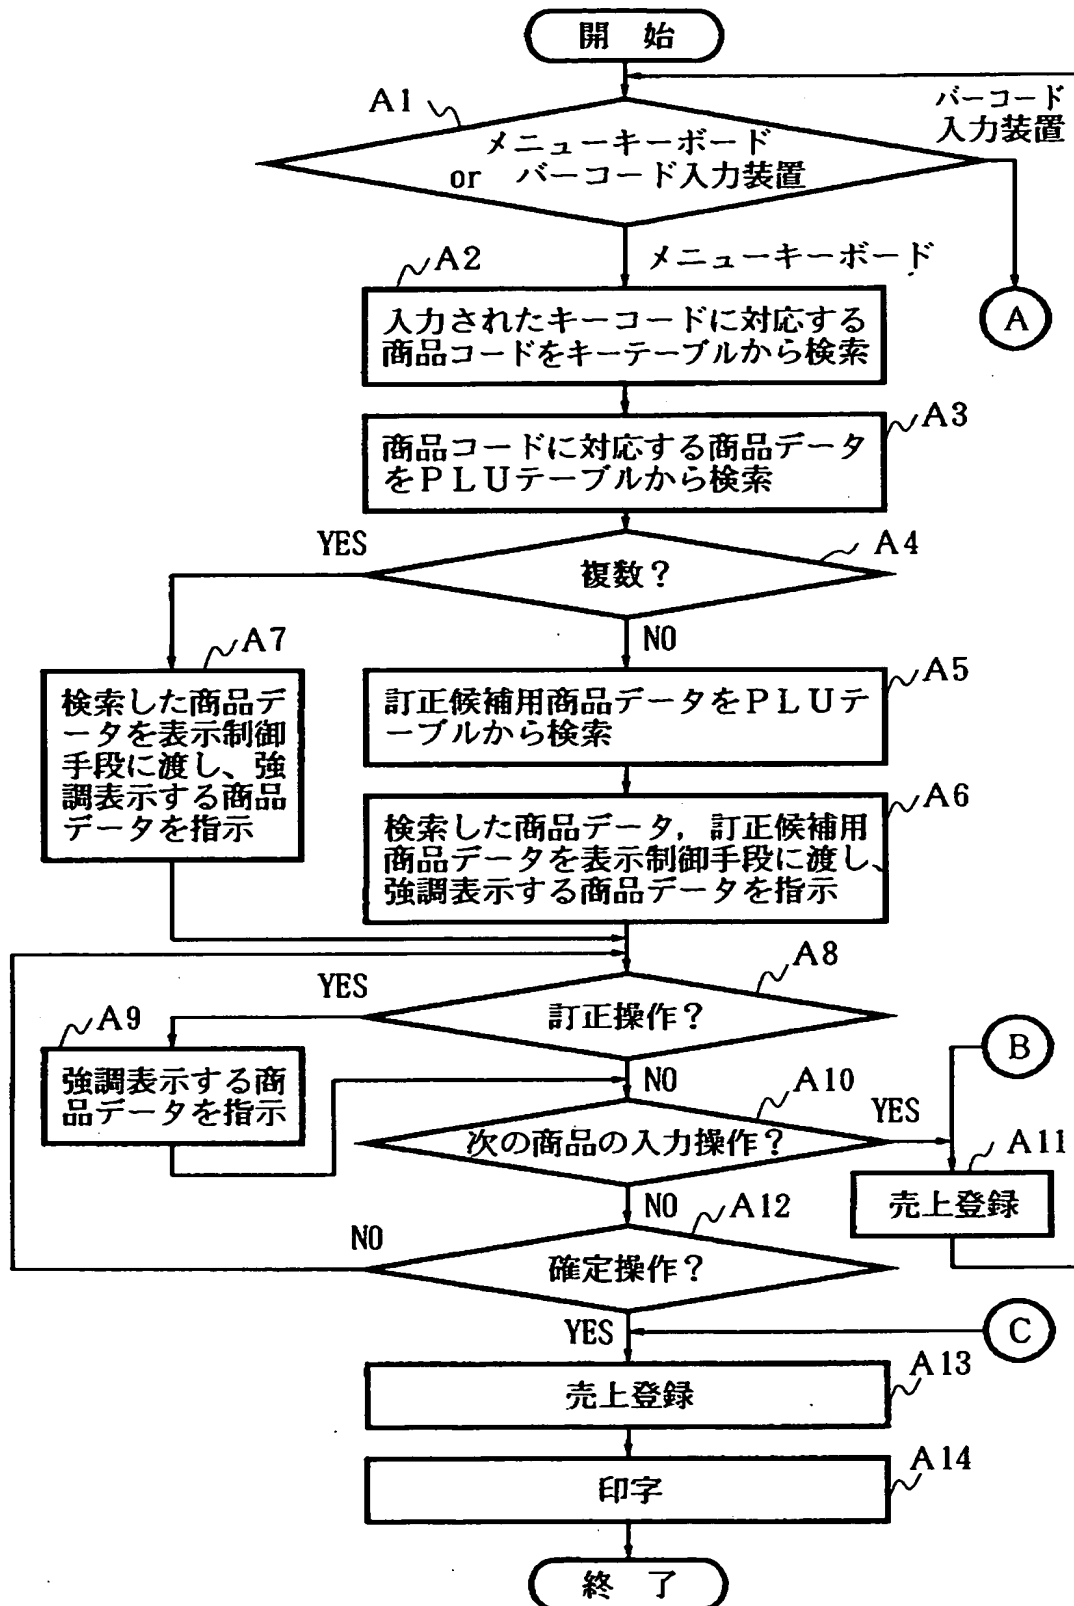 開　始
A1
バーコード
入力装置
メニューキーボード
or　バーコード入力装置
A2
メニューキーボード
A
入力されたキーコードに対応する
商品コードをキーテーブルから検索
A3
商品コードに対応する商品データ
をPLUテーブルから検索
YES
A4
複数？
NO
A7
A5
検索した商品デ
ータを表示制御
手段に渡し、強
調表示する商品
データを指示
訂正候補用商品データをPLUテ
ーブルから検索
A6
検索した商品データ，訂正候補用
商品データを表示制御手段に渡し、
強調表示する商品データを指示
A8
YES
訂正操作？
A9
B
強調表示する商
品データを指示
NO
A10
YES
次の商品の入力操作？
A11
売上登録
NO
A12
NO
確定操作？
YES
C
A13
売上登録
A14
印字
終　了